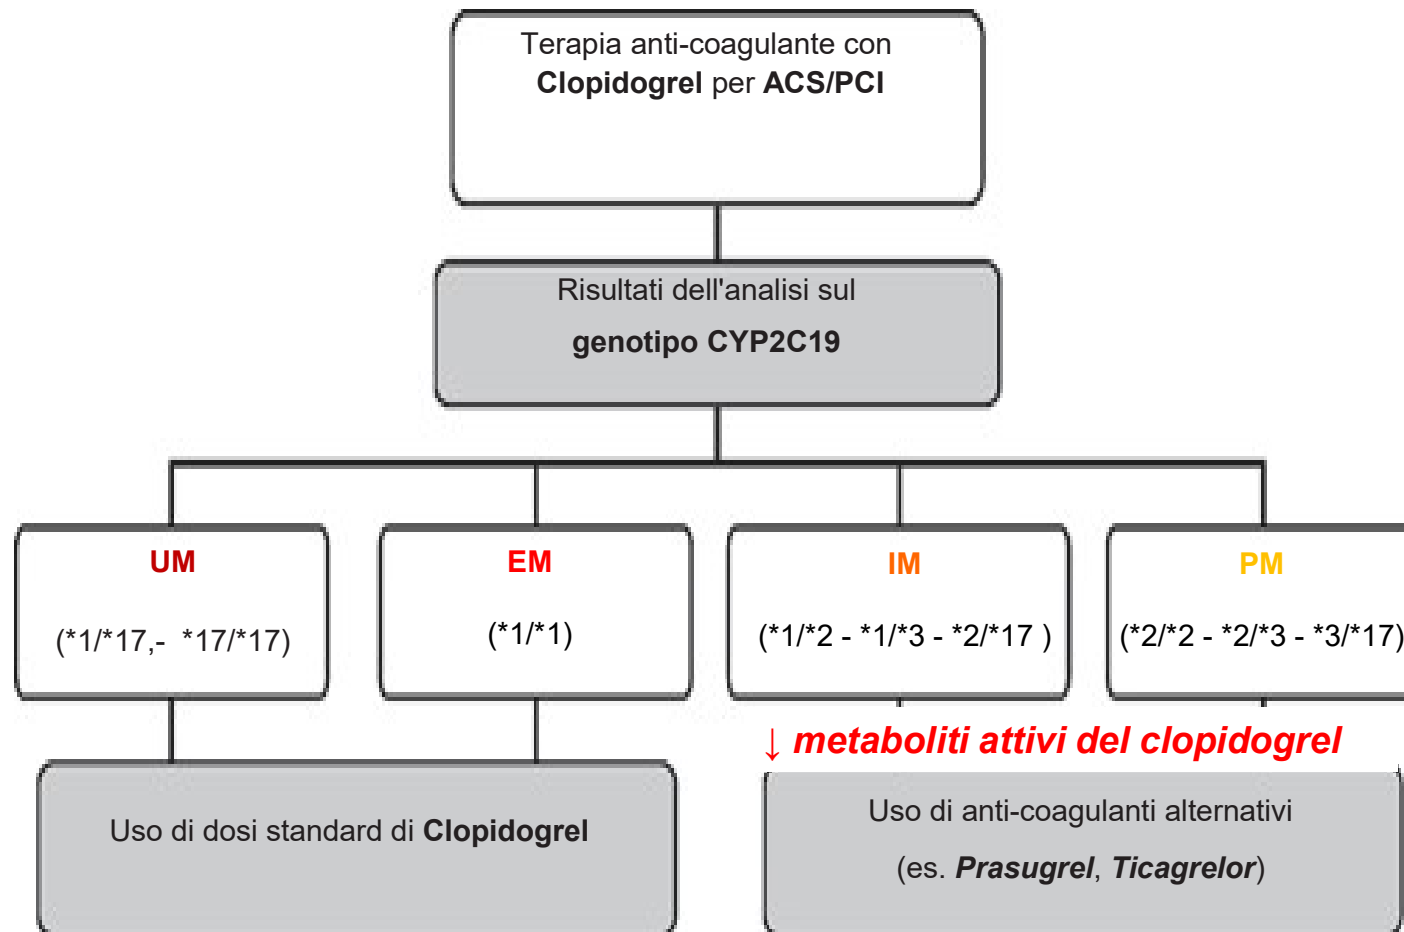 Terapia anti-coagulante con
Clopidogrel per ACS/PCI
Risultati dell'analisi sul
genotipo CYP2C19
UM
(*1/*17,- *17/*17)
EM
(*1/*1)
IM
(*1/*2 - *1/*3 - *2/*17 )
PM
(*2/*2 - *2/*3 - *3/*17)
↓ metaboliti attivi del clopidogrel
Uso di dosi standard di Clopidogrel
Uso di anti-coagulanti alternativi
(es. Prasugrel, Ticagrelor)